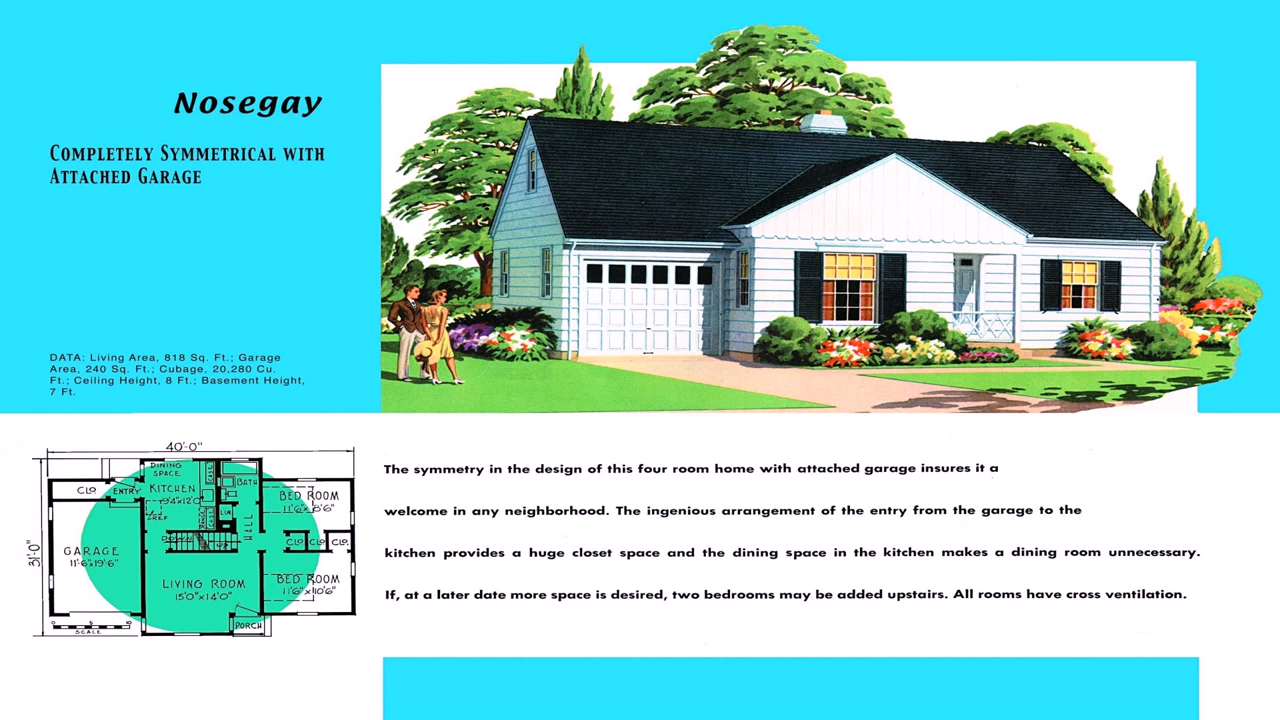 Nosegay
COMPLETELY SYMMETRICAL WITH
ATTACHED GARAGE
DATA: Living Area, 818 Sq. Ft.; Garage
Area, 240 Sq. Ft.; Cubage, 20,280 Cu.
Ft.; Ceiling Height, 8 Ft.; Basement Height,
7 Ft.
The symmetry in the design of this four room home with attached garage insures it a
welcome in any neighborhood. The ingenious arrangement of the entry from the garage to the
kitchen provides a huge closet space and the dining space in the kitchen makes a dining room unnecessary.
If, at a later date more space is desired, two bedrooms may be added upstairs. All rooms have cross ventilation.
40'-0"
31'-0"
DINING
SPACE
CLO
ENTRY
KITCHEN
BATH
LIN
HALL
REF
BED ROOM
11'6"x8'6"
DOWN
UP
CLO
CLO
CLO
GARAGE
11'-6"x19'-6"
LIVING ROOM
15'0"x14'0"
BED ROOM
11'6"x10'6"
PORCH
SCALE